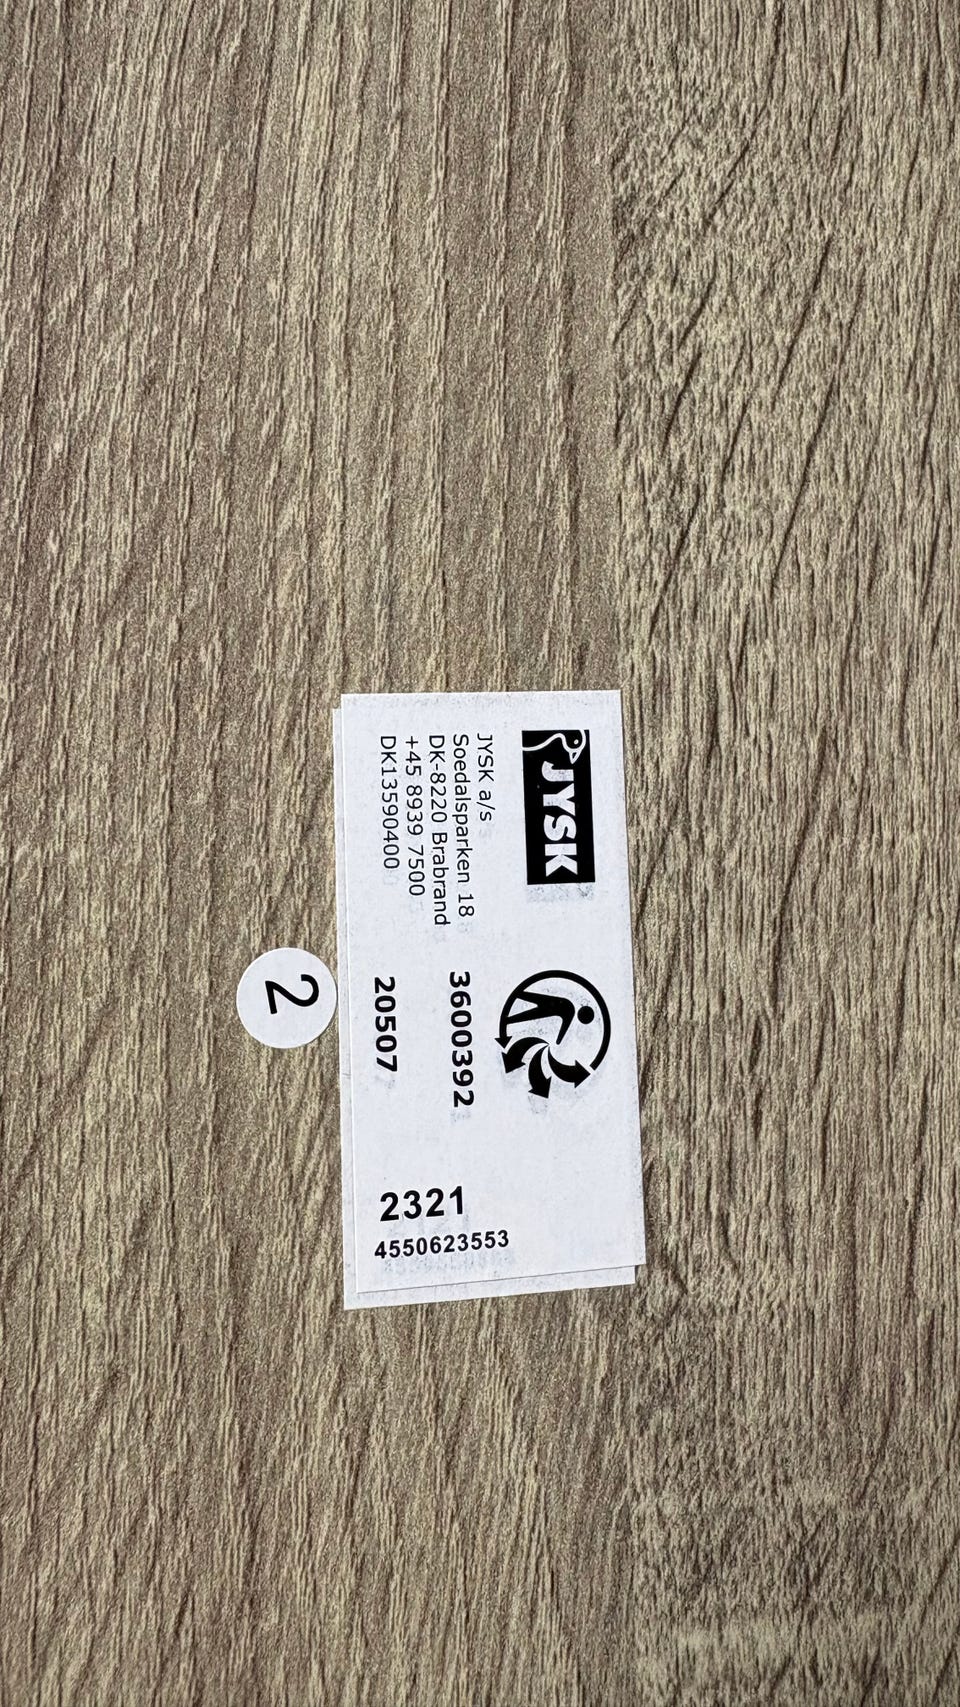 JYSK
JYSK a/s
Soedalsparken 18
DK-8220 Brabrand
+45 8939 7500
DK13590400
3600392
20507
2321
4550623553
2